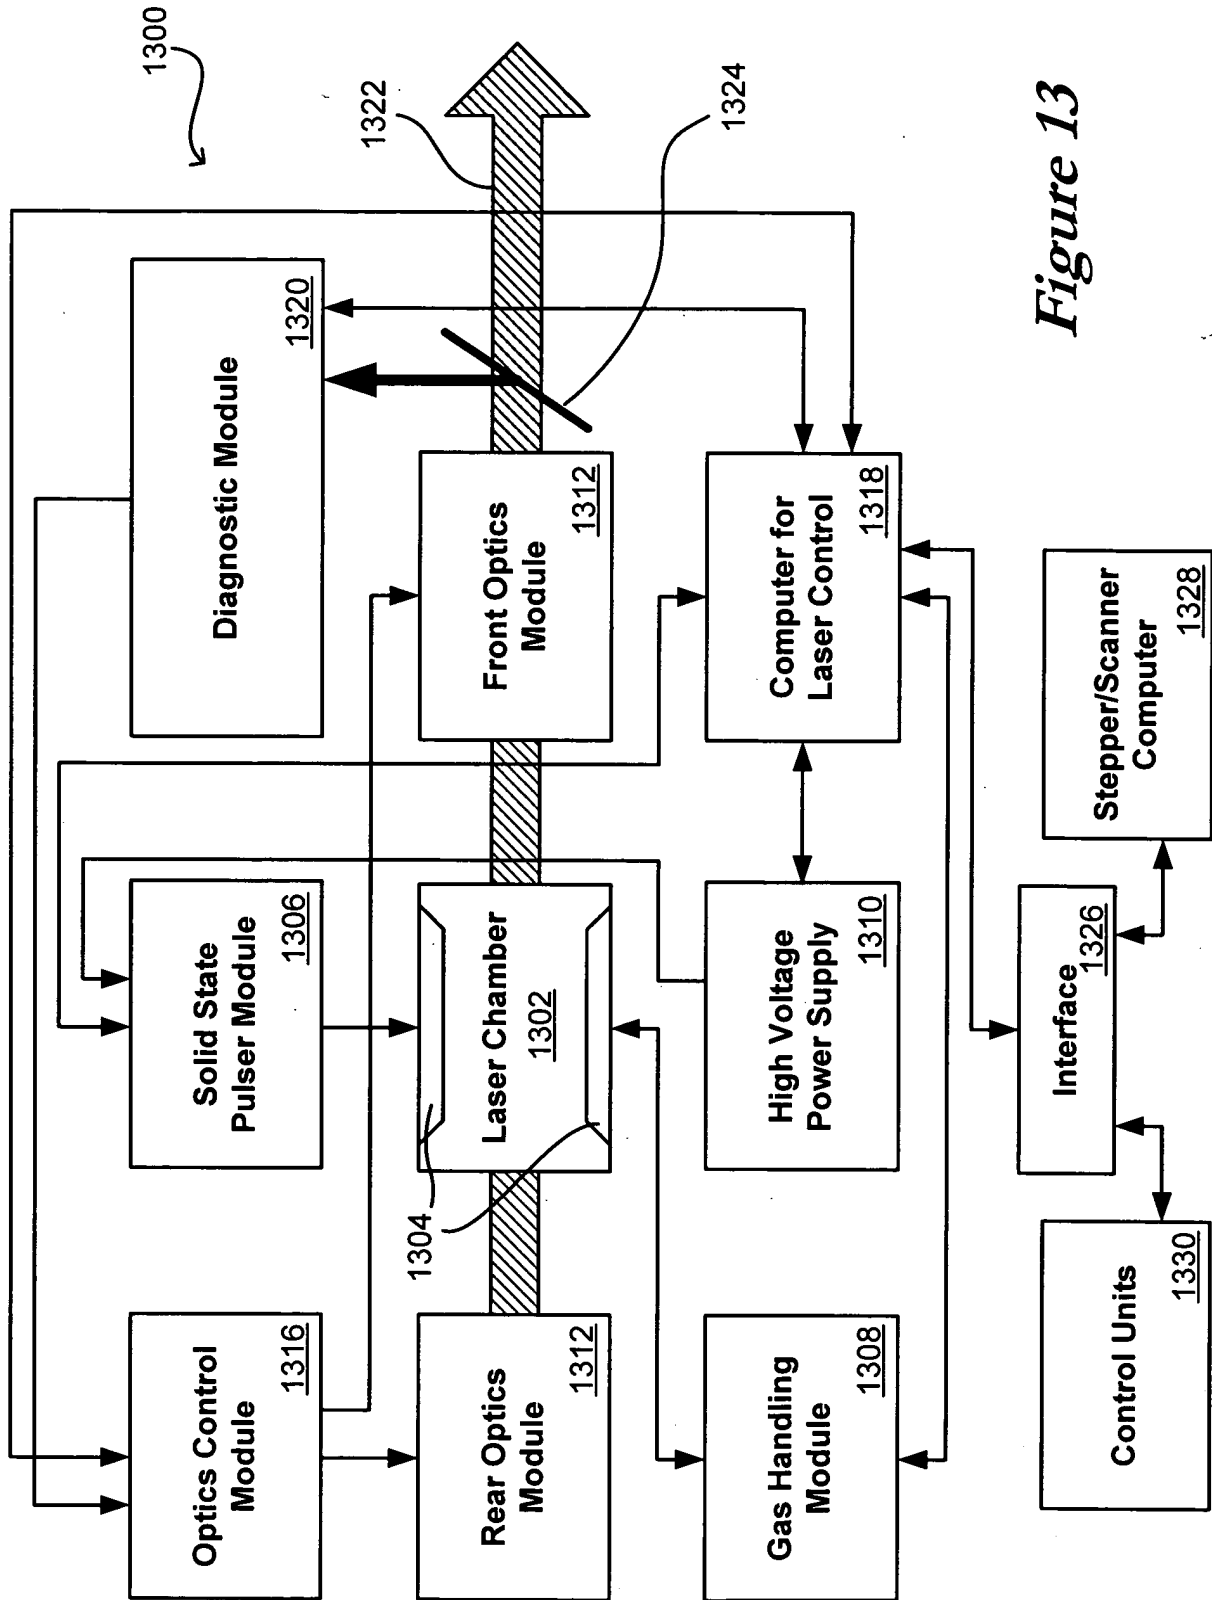 1300
Optics Control
Module
1316
Solid State
Pulser Module
1306
Diagnostic Module
1320
1322
Rear Optics
Module
1312
1304
Laser Chamber
1302
Front Optics
Module
1312
1324
Gas Handling
Module
1308
High Voltage
Power Supply
1310
Computer for
Laser Control
1318
Interface
1326
Control Units
1330
Stepper/Scanner
Computer
1328
Figure 13